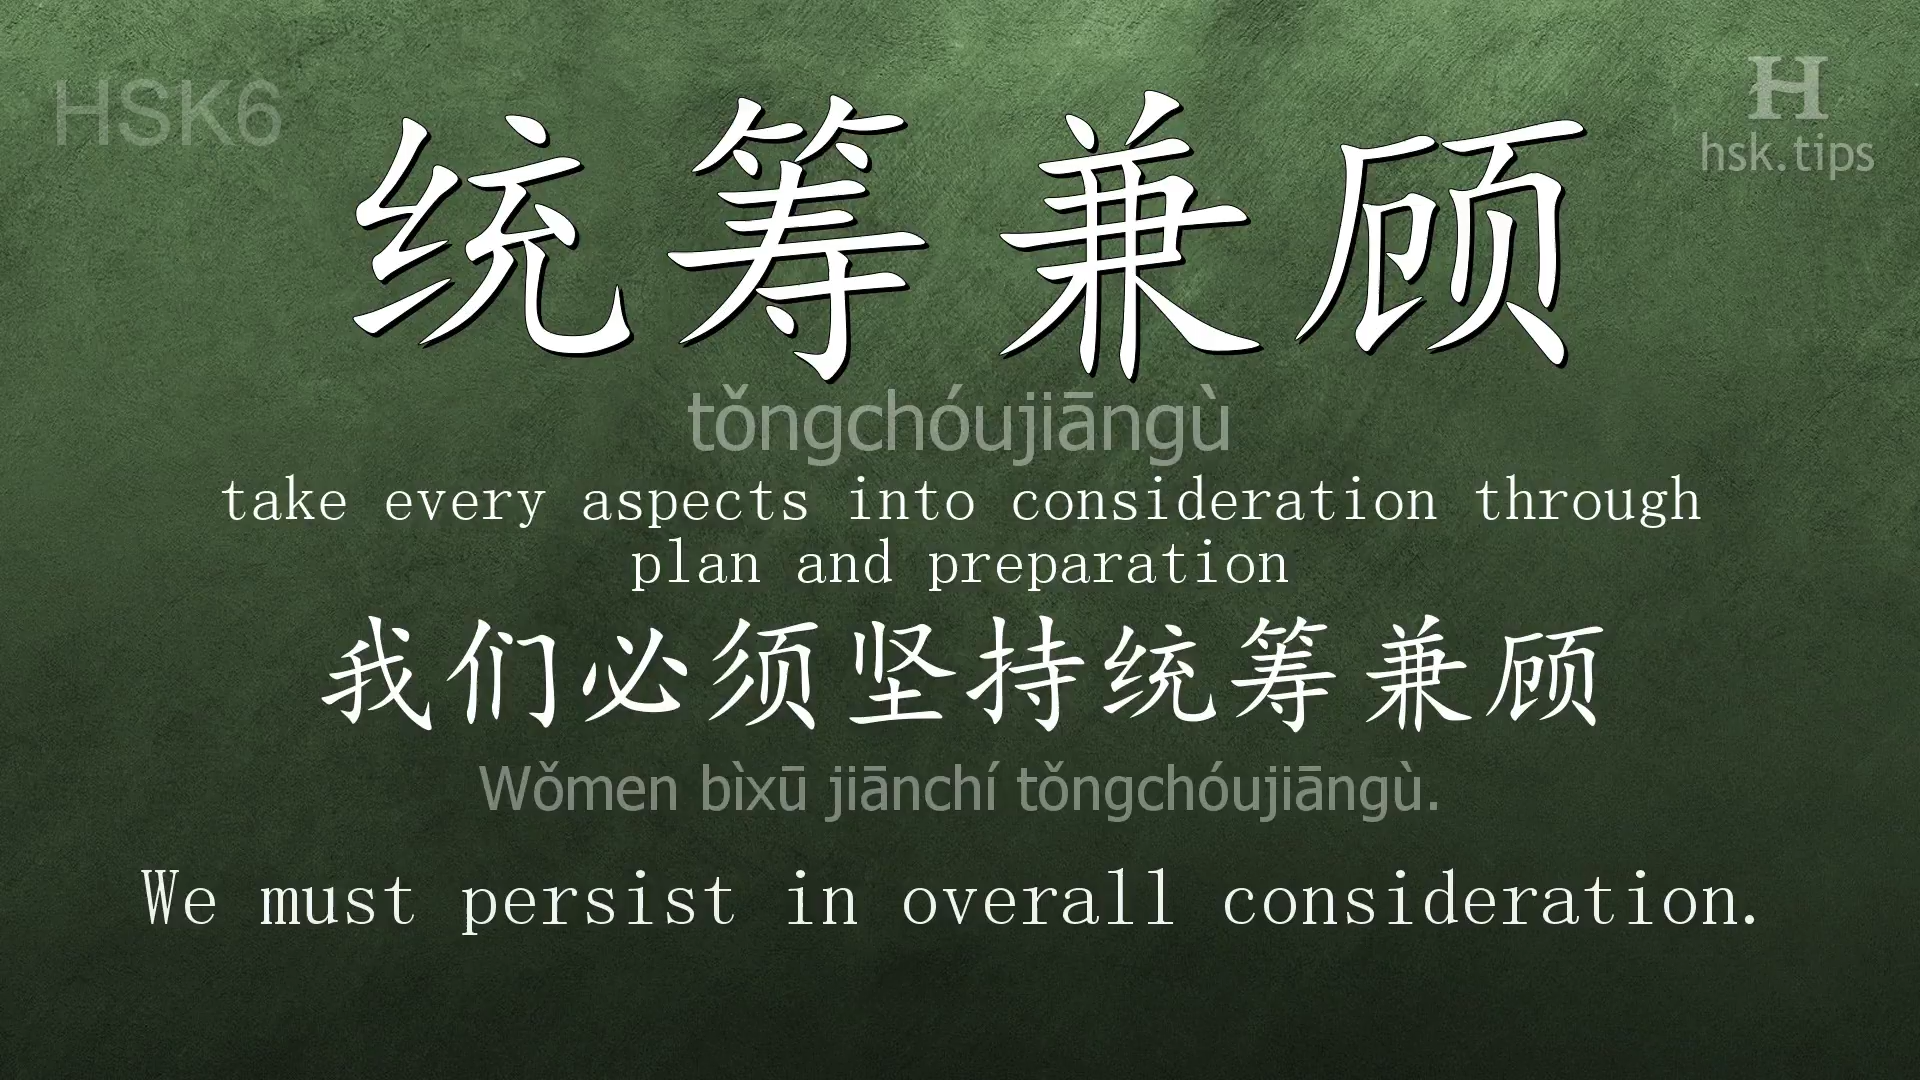 HSK6
H
hsk.tips
统筹兼顾
tǒngchóujiāngù
take every aspects into consideration through
plan and preparation
我们必须坚持统筹兼顾
Wǒmen bìxū jiānchí tǒngchóujiāngù.
We must persist in overall consideration.